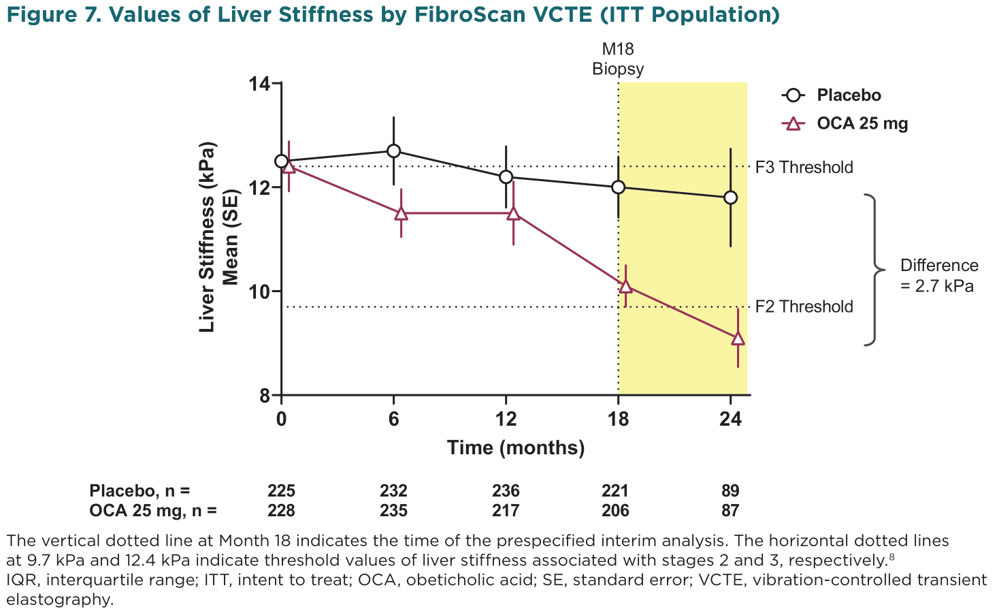 Figure 7. Values of Liver Stiffness by FibroScan VCTE (ITT Population)
M18
Biopsy
Placebo
OCA 25 mg
Liver Stiffness (kPa)
Mean (SE)
14
12
10
8
F3 Threshold
F2 Threshold
Difference
= 2.7 kPa
0 6 12 18 24
Time (months)
Placebo, n = 225 232 236 221 89
OCA 25 mg, n = 228 235 217 206 87
The vertical dotted line at Month 18 indicates the time of the prespecified interim analysis. The horizontal dotted lines
at 9.7 kPa and 12.4 kPa indicate threshold values of liver stiffness associated with stages 2 and 3, respectively.⁸
IQR, interquartile range; ITT, intent to treat; OCA, obeticholic acid; SE, standard error; VCTE, vibration-controlled transient
elastography.